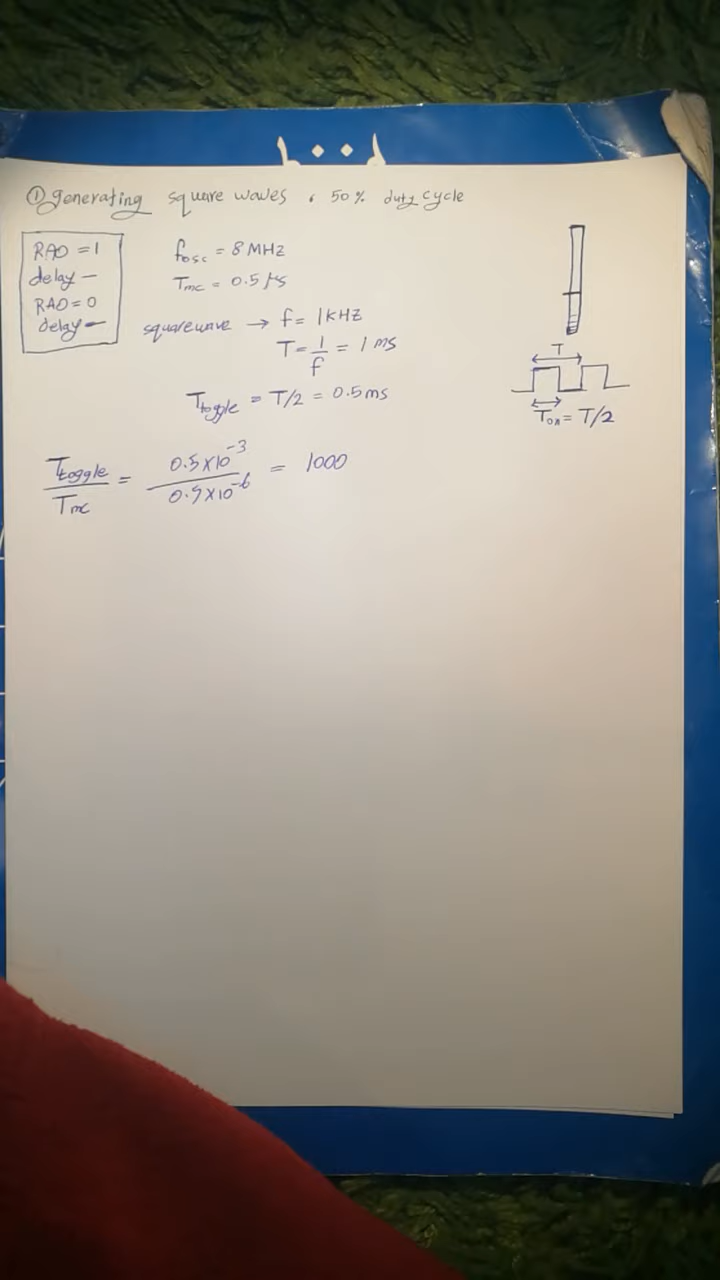 ① generating square waves , 50% duty cycle
RA0 = 1
delay —
RA0 = 0
delay —
fosc = 8 MHz
Tmc = 0.5 μs
squarewave → f = 1KHZ
T = 1/f = 1 ms
Ttoggle = T/2 = 0.5ms
T
Ton = T/2
Ttoggle/Tmc = 0.5×10⁻³/0.5×10⁻⁶ = 1000